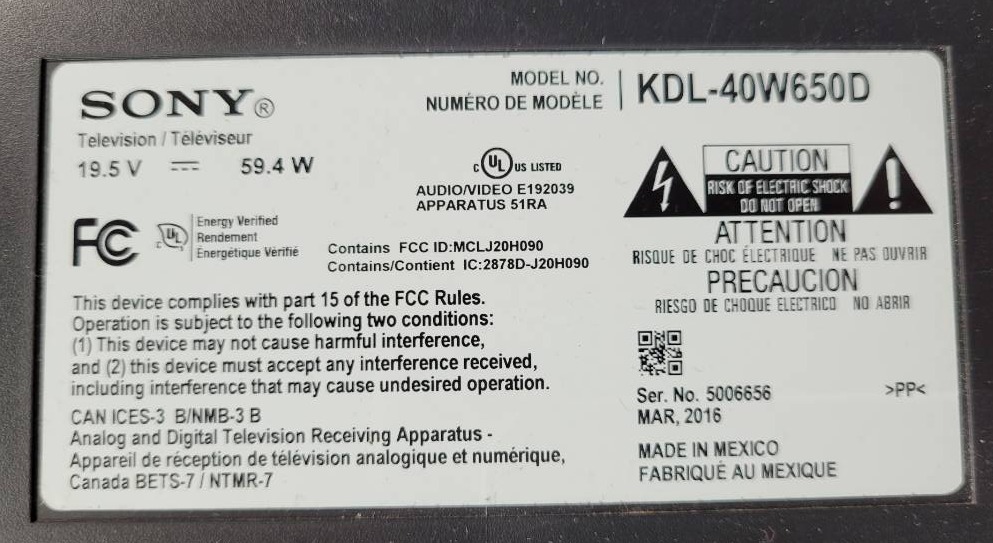 SONY®
Television / Téléviseur
19.5 V ⎓ 59.4 W
MODEL NO.
NUMÉRO DE MODÈLE
KDL-40W650D
C UL US LISTED
AUDIO/VIDEO E192039
APPARATUS 51RA
FC
UL
Energy Verified
Rendement
Énergétique Vérifié
Contains FCC ID:MCLJ20H090
Contains/Contient IC:2878D-J20H090
This device complies with part 15 of the FCC Rules.
Operation is subject to the following two conditions:
(1) This device may not cause harmful interference,
and (2) this device must accept any interference received,
including interference that may cause undesired operation.
CAN ICES-3 B/NMB-3 B
Analog and Digital Television Receiving Apparatus -
Appareil de réception de télévision analogique et numérique,
Canada BETS-7 / NTMR-7
CAUTION
RISK OF ELECTRIC SHOCK
DO NOT OPEN
!
ATTENTION
RISQUE DE CHOC ÉLECTRIQUE NE PAS OUVRIR
PRECAUCION
RIESGO DE CHOQUE ELECTRICO NO ABRIR
Ser. No. 5006656
>PP<
MAR, 2016
MADE IN MEXICO
FABRIQUÉ AU MEXIQUE